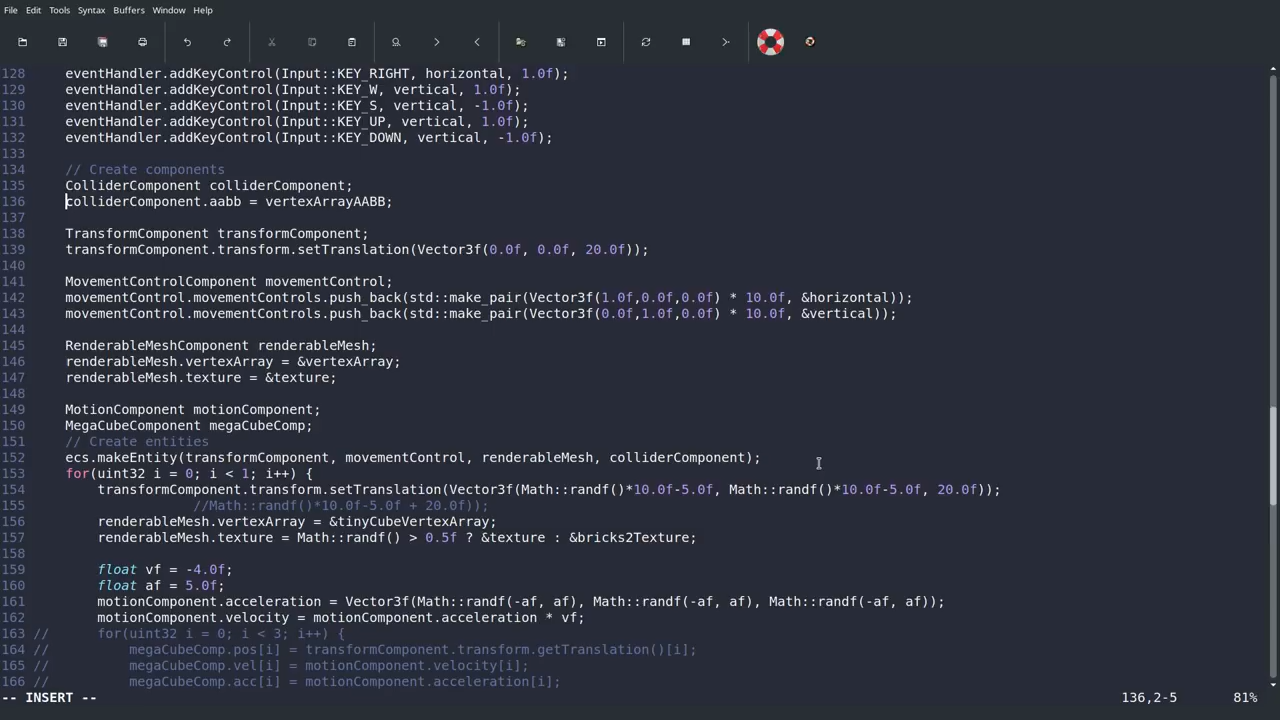 File Edit Tools Syntax Buffers Window Help
128     eventHandler.addKeyControl(Input::KEY_RIGHT, horizontal, 1.0f);
129     eventHandler.addKeyControl(Input::KEY_W, vertical, 1.0f);
130     eventHandler.addKeyControl(Input::KEY_S, vertical, -1.0f);
131     eventHandler.addKeyControl(Input::KEY_UP, vertical, 1.0f);
132     eventHandler.addKeyControl(Input::KEY_DOWN, vertical, -1.0f);
133
134     // Create components
135     ColliderComponent colliderComponent;
136     colliderComponent.aabb = vertexArrayAABB;
137
138     TransformComponent transformComponent;
139     transformComponent.transform.setTranslation(Vector3f(0.0f, 0.0f, 20.0f));
140
141     MovementControlComponent movementControl;
142     movementControl.movementControls.push_back(std::make_pair(Vector3f(1.0f,0.0f,0.0f) * 10.0f, &horizontal));
143     movementControl.movementControls.push_back(std::make_pair(Vector3f(0.0f,1.0f,0.0f) * 10.0f, &vertical));
144
145     RenderableMeshComponent renderableMesh;
146     renderableMesh.vertexArray = &vertexArray;
147     renderableMesh.texture = &texture;
148
149     MotionComponent motionComponent;
150     MegaCubeComponent megaCubeComp;
151     // Create entities
152     ecs.makeEntity(transformComponent, movementControl, renderableMesh, colliderComponent);
153     for(uint32 i = 0; i < 1; i++) {
154         transformComponent.transform.setTranslation(Vector3f(Math::randf()*10.0f-5.0f, Math::randf()*10.0f-5.0f, 20.0f));
155                     //Math::randf()*10.0f-5.0f + 20.0f));
156         renderableMesh.vertexArray = &tinyCubeVertexArray;
157         renderableMesh.texture = Math::randf() > 0.5f ? &texture : &bricks2Texture;
158
159         float vf = -4.0f;
160         float af = 5.0f;
161         motionComponent.acceleration = Vector3f(Math::randf(-af, af), Math::randf(-af, af), Math::randf(-af, af));
162         motionComponent.velocity = motionComponent.acceleration * vf;
163 //      for(uint32 i = 0; i < 3; i++) {
164 //          megaCubeComp.pos[i] = transformComponent.transform.getTranslation()[i];
165 //          megaCubeComp.vel[i] = motionComponent.velocity[i];
166 //          megaCubeComp.acc[i] = motionComponent.acceleration[i];
-- INSERT -- 136,2-5 81%